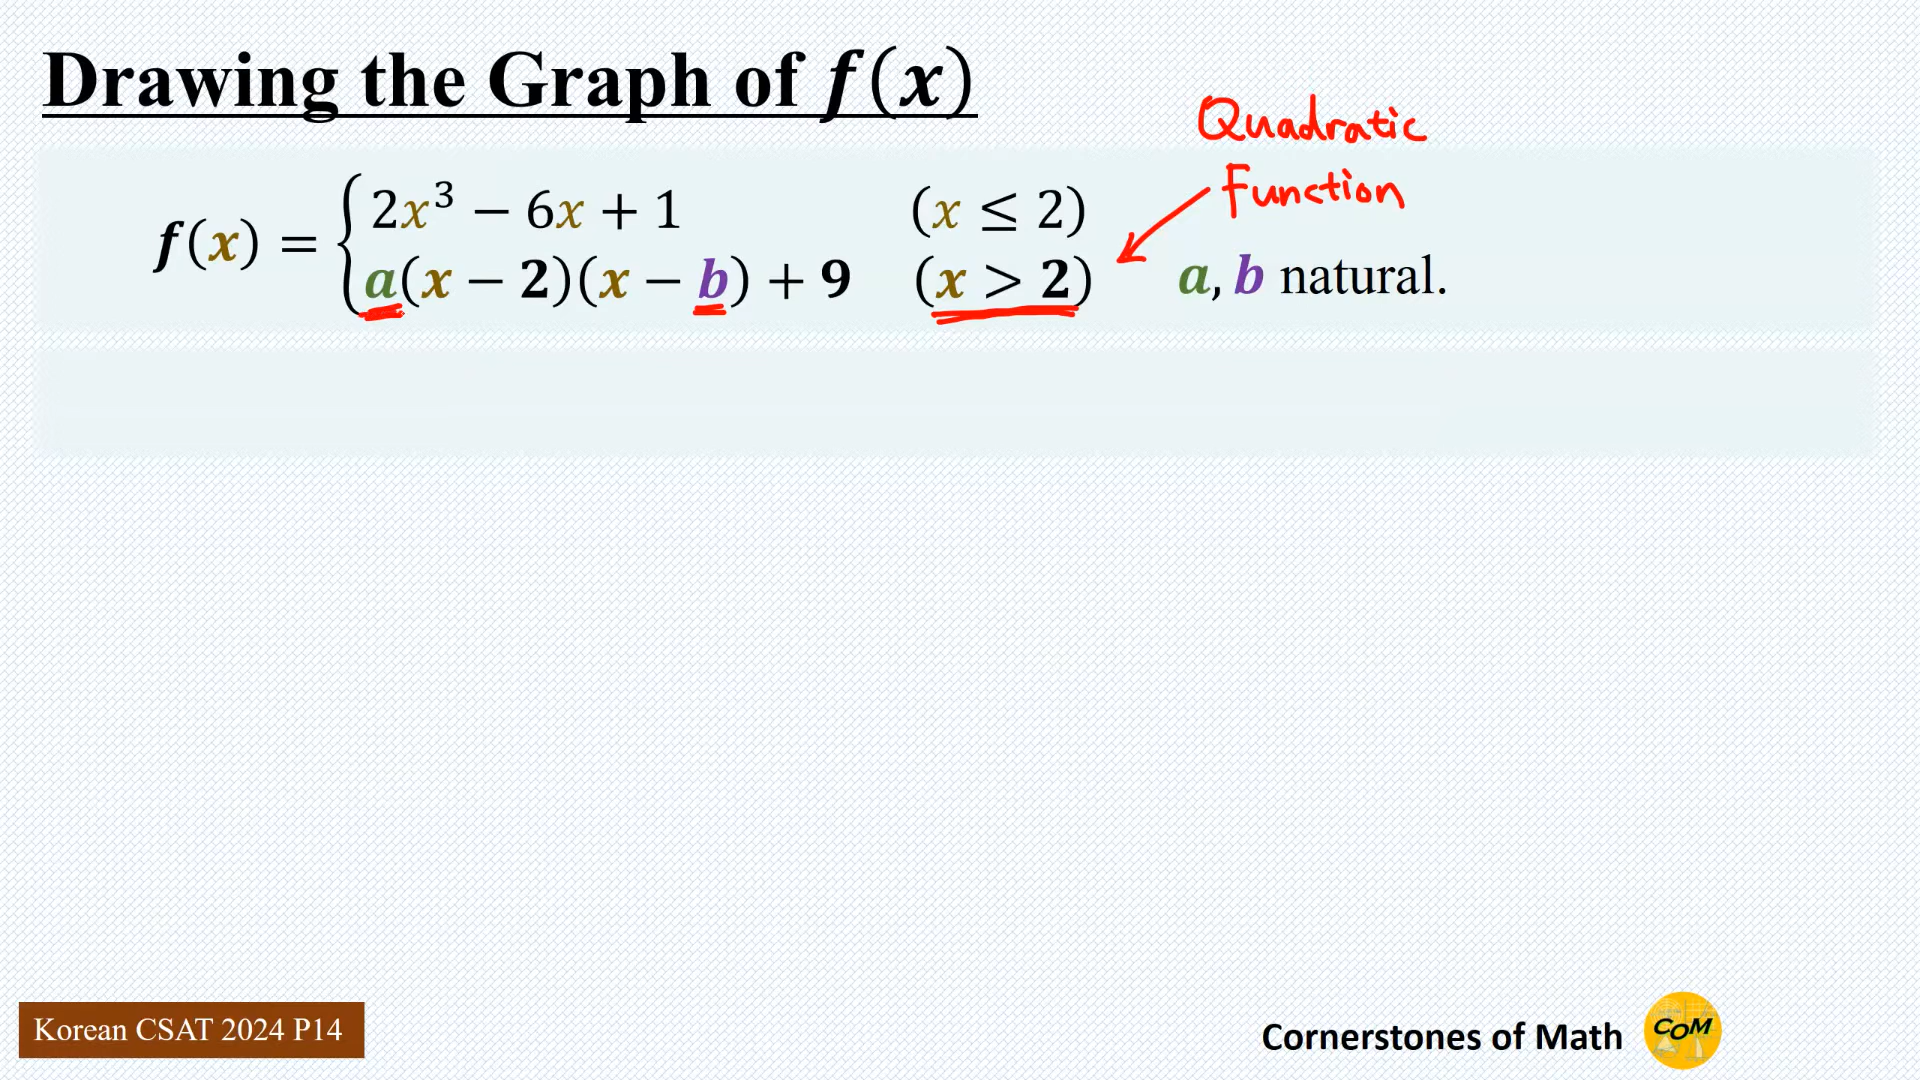 Drawing the Graph of f(x)
Quadratic
Function
f(x) = { 2x³ − 6x + 1 (x ≤ 2)
a(x − 2)(x − b) + 9 (x > 2) a, b natural.
Korean CSAT 2024 P14
Cornerstones of Math
COM